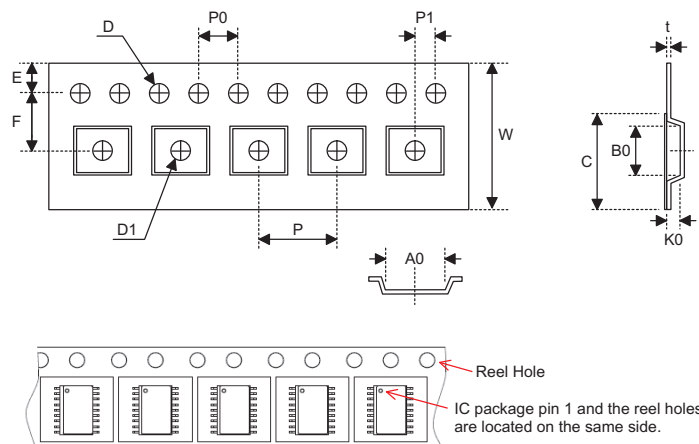 D
P0
P1
t
E
F
W
C
B0
D1
P
K0
A0
Reel Hole
IC package pin 1 and the reel holes
are located on the same side.